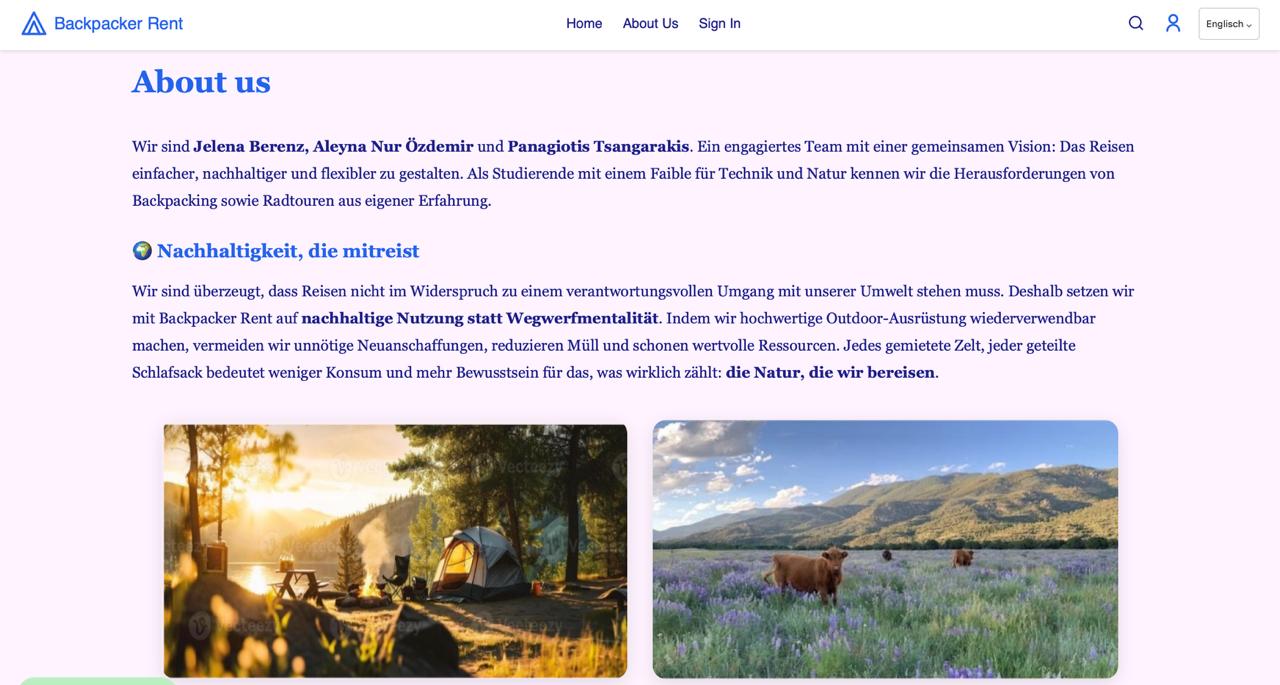 Backpacker Rent
Home About Us Sign In
Englisch
About us
Wir sind Jelena Berenz, Aleyna Nur Özdemir und Panagiotis Tsangarakis. Ein engagiertes Team mit einer gemeinsamen Vision: Das Reisen
einfacher, nachhaltiger und flexibler zu gestalten. Als Studierende mit einem Faible für Technik und Natur kennen wir die Herausforderungen von
Backpacking sowie Radtouren aus eigener Erfahrung.
🌍 Nachhaltigkeit, die mitreist
Wir sind überzeugt, dass Reisen nicht im Widerspruch zu einem verantwortungsvollen Umgang mit unserer Umwelt stehen muss. Deshalb setzen wir
mit Backpacker Rent auf nachhaltige Nutzung statt Wegwerfmentalität. Indem wir hochwertige Outdoor-Ausrüstung wiederverwendbar
machen, vermeiden wir unnötige Neuanschaffungen, reduzieren Müll und schonen wertvolle Ressourcen. Jedes gemietete Zelt, jeder geteilte
Schlafsack bedeutet weniger Konsum und mehr Bewusstsein für das, was wirklich zählt: die Natur, die wir bereisen.
Vecteezy